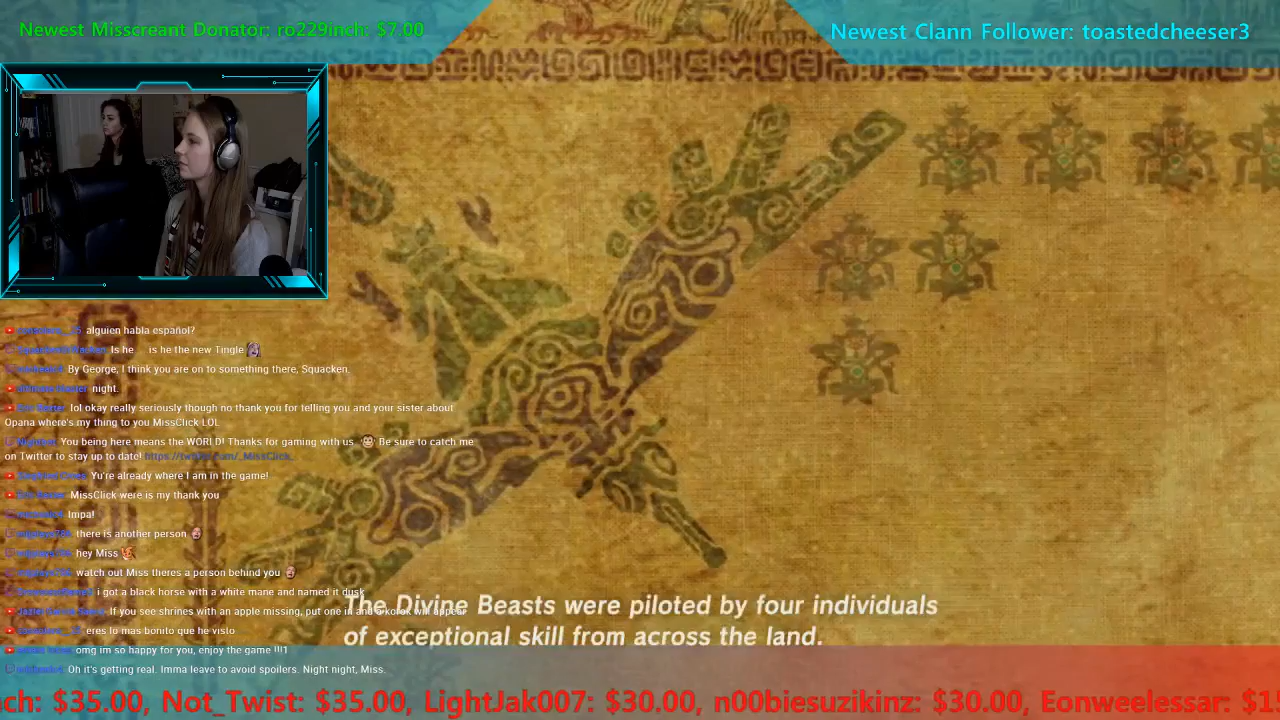 Newest Misscreant Donator: ro229inch: $7.00
Newest Clann Follower: toastedcheeser3
alguien habla español?
Is he is he the new Tingle
By George, I think you are on to something there, Squacken.
night.
lol okay really seriously though no thank you for telling you and your sister about
Opana where's my thing to you MissClick LOL
You being here means the WORLD! Thanks for gaming with us Be sure to catch me
on Twitter to stay up to date! https://twitter.com/_MissClick_
Yu're already where I am in the game!
MissClick were is my thank you
Impa!
there is another person
hey Miss
watch out Miss theres a person behind you
i got a black horse with a white mane and named it dusk
If you see shrines with an apple missing, put one in and a korok will appear
eres lo mas bonito que he visto
omg im so happy for you, enjoy the game !!!1
Oh it's getting real. Imma leave to avoid spoilers. Night night, Miss.
The Divine Beasts were piloted by four individuals
of exceptional skill from across the land.
nch: $35.00, Not_Twist: $35.00, LightJak007: $30.00, n00biesuzikinz: $30.00, Eonweelessar: $1